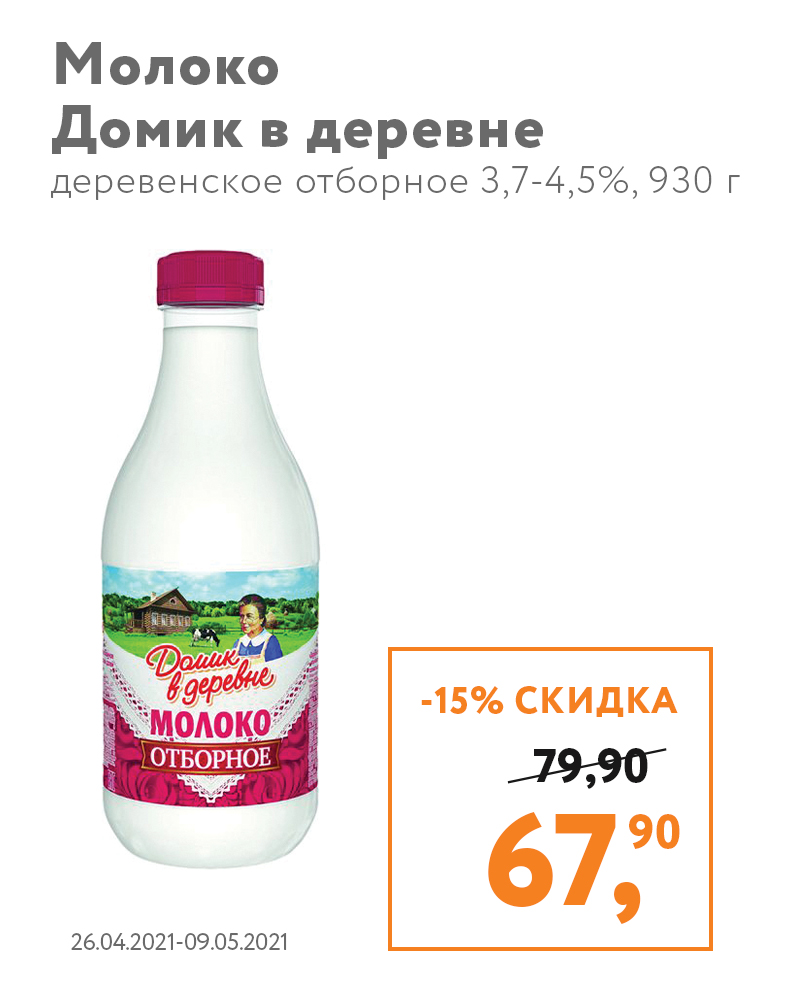 Молоко
Домик в деревне
деревенское отборное 3,7-4,5%, 930 г
Домик
в деревне
МОЛОКО
ОТБОРНОЕ
-15% СКИДКА
79,90
67,90
26.04.2021-09.05.2021